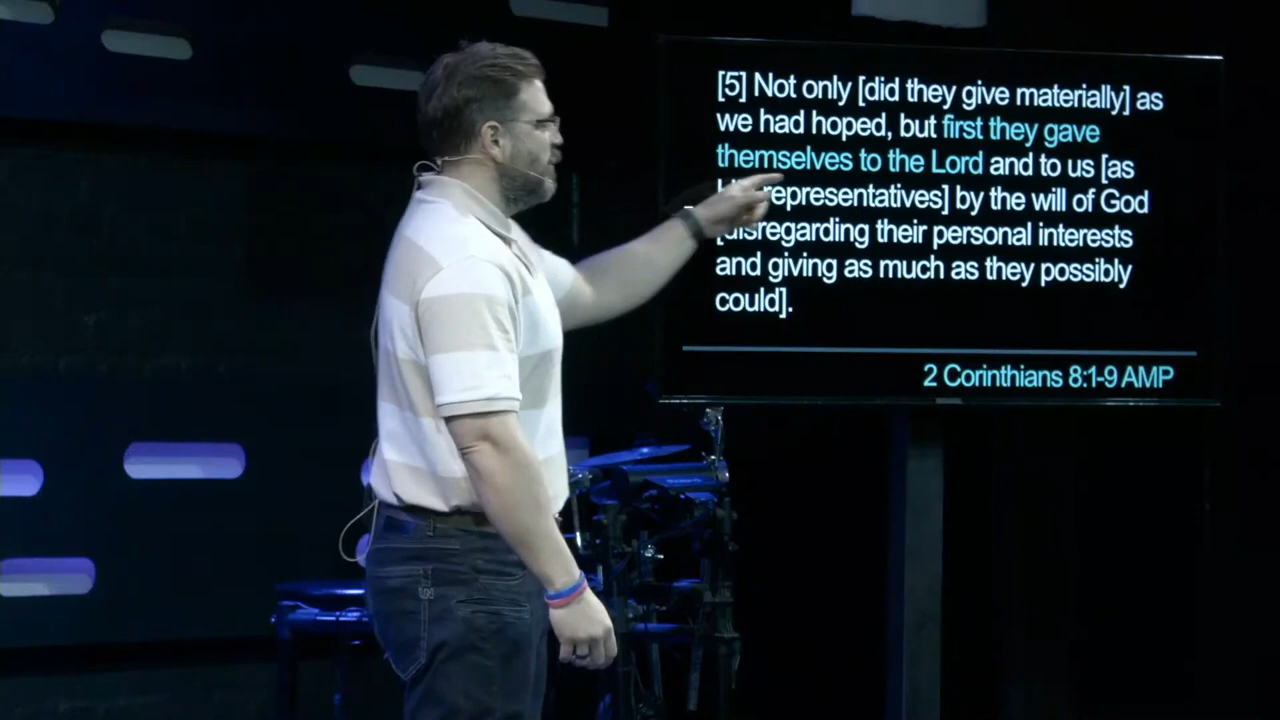 [5] Not only [did they give materially] as
we had hoped, but first they gave
themselves to the Lord and to us [as
representatives] by the will of God
[disregarding their personal interests
and giving as much as they possibly
could].
2 Corinthians 8:1-9 AMP